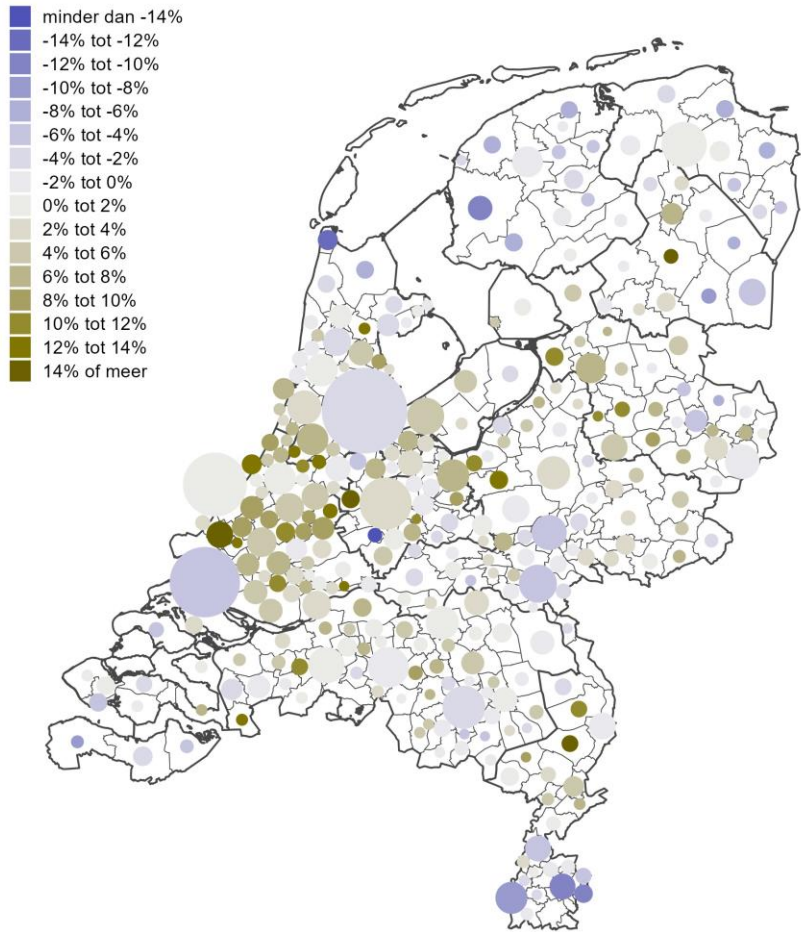 minder dan -14%
-14% tot -12%
-12% tot -10%
-10% tot -8%
-8% tot -6%
-6% tot -4%
-4% tot -2%
-2% tot 0%
0% tot 2%
2% tot 4%
4% tot 6%
6% tot 8%
8% tot 10%
10% tot 12%
12% tot 14%
14% of meer